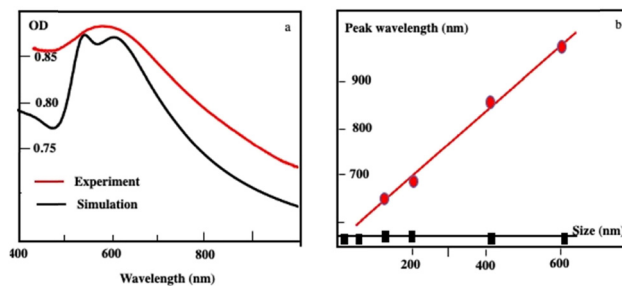 OD
a
0.85
0.80
0.75
Experiment
Simulation
400
600
800
Wavelength (nm)
Peak wavelength (nm)
b
900
800
700
Size (nm)
200
400
600